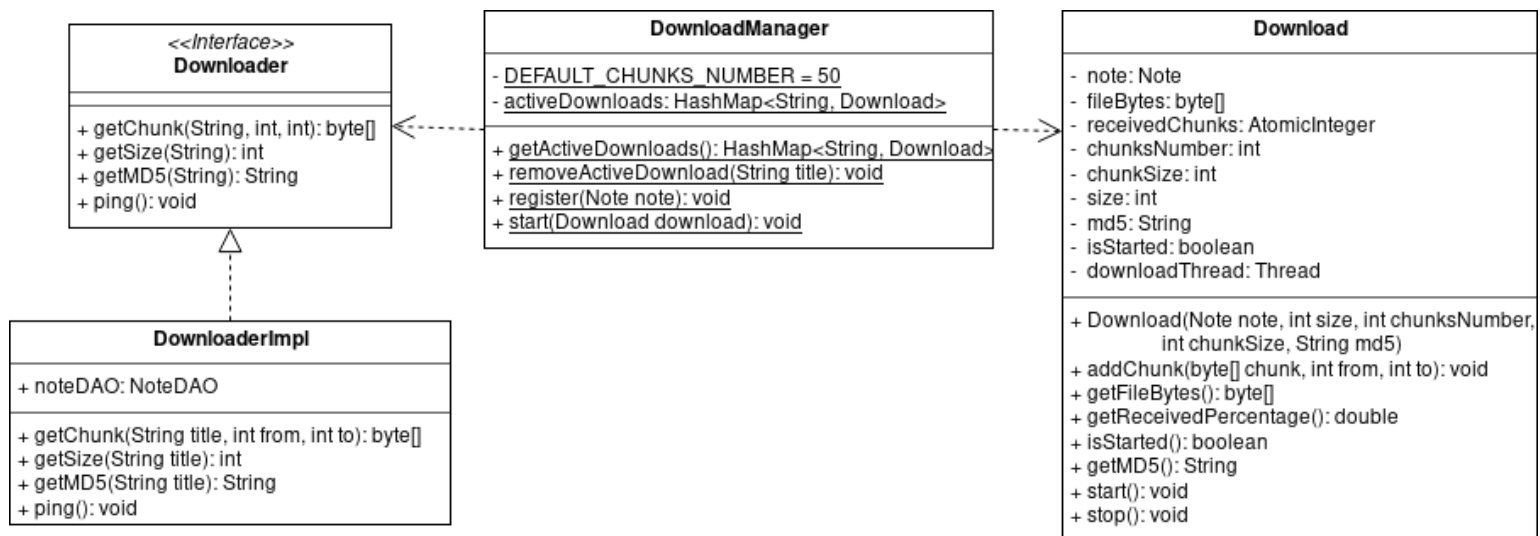 <<Interface>>
Downloader
+ getChunk(String, int, int): byte[]
+ getSize(String): int
+ getMD5(String): String
+ ping(): void
DownloaderImpl
+ noteDAO: NoteDAO
+ getChunk(String title, int from, int to): byte[]
+ getSize(String title): int
+ getMD5(String title): String
+ ping(): void
DownloadManager
- DEFAULT_CHUNKS_NUMBER = 50
- activeDownloads: HashMap<String, Download>
+ getActiveDownloads(): HashMap<String, Download>
+ removeActiveDownload(String title): void
+ register(Note note): void
+ start(Download download): void
Download
- note: Note
- fileBytes: byte[]
- receivedChunks: AtomicInteger
- chunksNumber: int
- chunkSize: int
- size: int
- md5: String
- isStarted: boolean
- downloadThread: Thread
+ Download(Note note, int size, int chunksNumber,
int chunkSize, String md5)
+ addChunk(byte[] chunk, int from, int to): void
+ getFileBytes(): byte[]
+ getReceivedPercentage(): double
+ isStarted(): boolean
+ getMD5(): String
+ start(): void
+ stop(): void